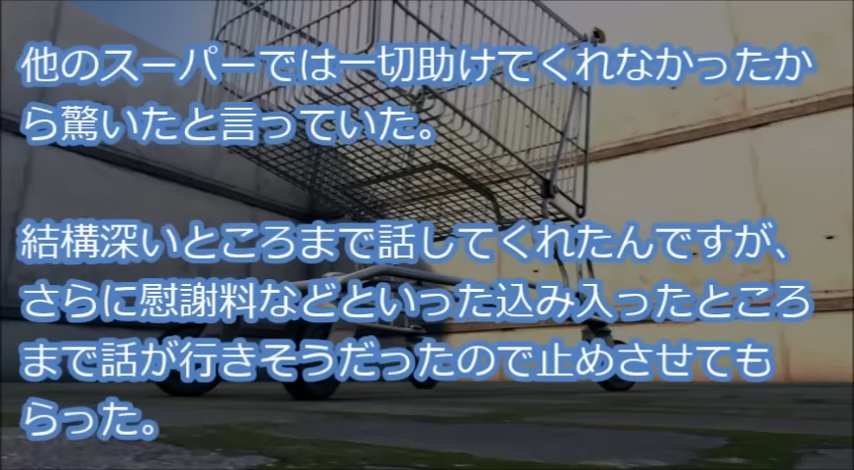 他のスーパーでは一切助けてくれなかったか
ら驚いたと言っていた。
結構深いところまで話してくれたんですが、
さらに慰謝料などといった込み入ったところ
まで話が行きそうだったので止めさせても
らった。